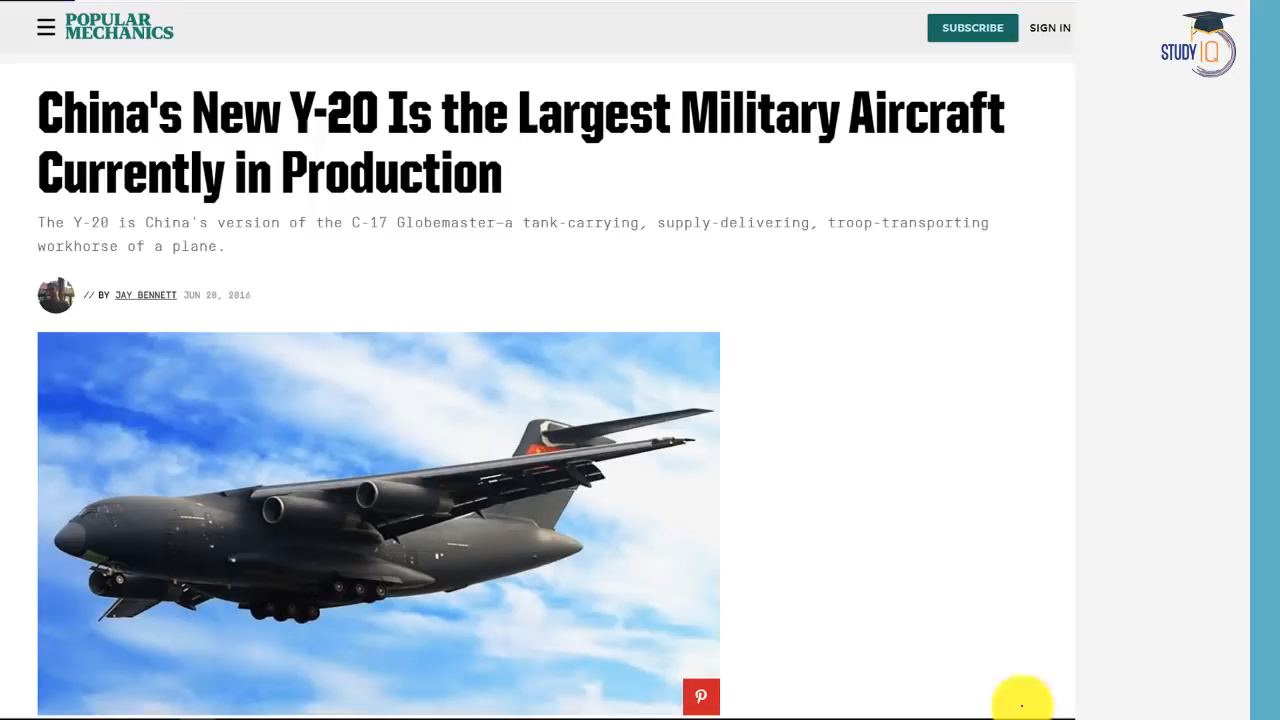 POPULAR
MECHANICS
SUBSCRIBE
SIGN IN
STUDY IQ
China's New Y-20 Is the Largest Military Aircraft
Currently in Production
The Y-20 is China's version of the C-17 Globemaster—a tank-carrying, supply-delivering, troop-transporting
workhorse of a plane.
// BY JAY BENNETT JUN 20, 2016